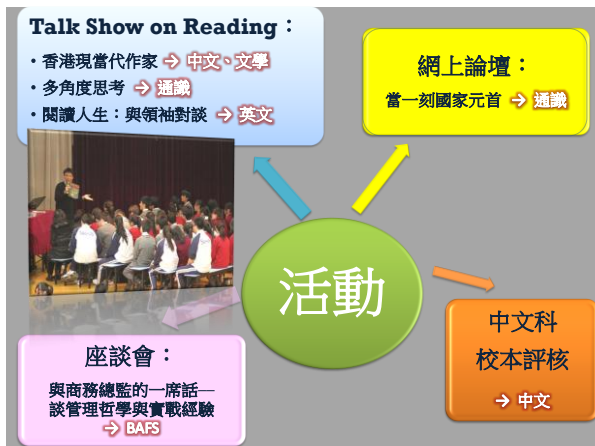 Talk Show on Reading：
• 香港現當代作家 → 中文、文學
• 多角度思考 → 通識
• 閱讀人生：與領袖對談 → 英文
網上論壇：
當一刻國家元首 → 通識
活動
中文科
校本評核
→ 中文
座談會：
與商務總監的一席話—
談管理哲學與實戰經驗
→ BAFS